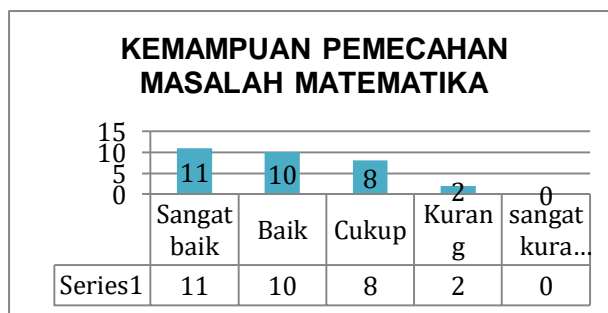 KEMAMPUAN PEMECAHAN
MASALAH MATEMATIKA
15
10
5
0
11
10
8
2
0
Sangat
baik
Baik
Cukup
Kuran
g
sangat
kura...
Series1 11 10 8 2 0